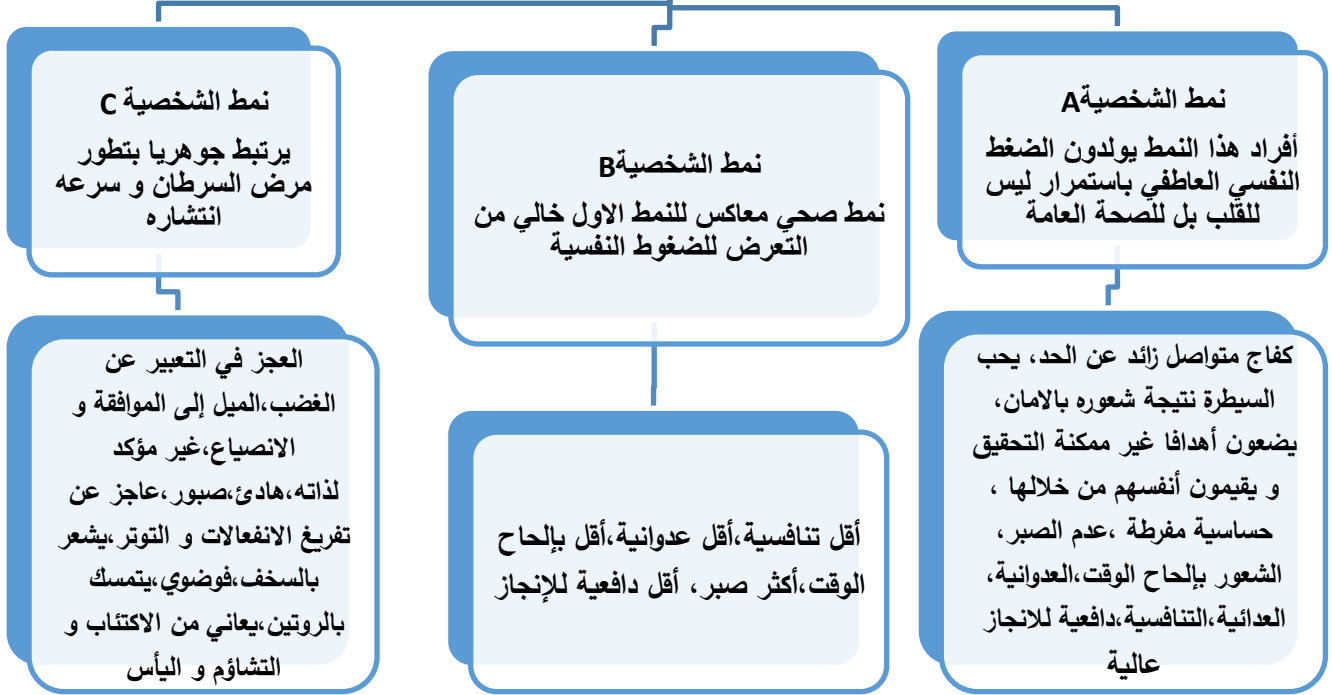 نمط الشخصيةA
أفراد هذا النمط يولدون الضغط
النفسي العاطفي باستمرار ليس
للقلب بل للصحة العامة
كفاج متواصل زائد عن الحد، يحب
السيطرة نتيجة شعوره بالامان،
يضعون أهدافا غير ممكنة التحقيق
و يقيمون أنفسهم من خلالها ،
حساسية مفرطة ،عدم الصبر،
الشعور بإلحاح الوقت،العدوانية،
العدائية،التنافسية،دافعية للانجاز
عالية
نمط الشخصيةB
نمط صحي معاكس للنمط الاول خالي من
التعرض للضغوط النفسية
أقل تنافسية،أقل عدوانية،أقل بإلحاح
الوقت،أكثر صبر، أقل دافعية للإنجاز
نمط الشخصية C
يرتبط جوهريا بتطور
مرض السرطان و سرعه
انتشاره
العجز في التعبير عن
الغضب،الميل إلى الموافقة و
الانصياع،غير مؤكد
لذاته،هادئ،صبور،عاجز عن
تفريغ الانفعالات و التوتر،يشعر
بالسخف،فوضوي،يتمسك
بالروتين،يعاني من الاكتئاب و
التشاؤم و اليأس